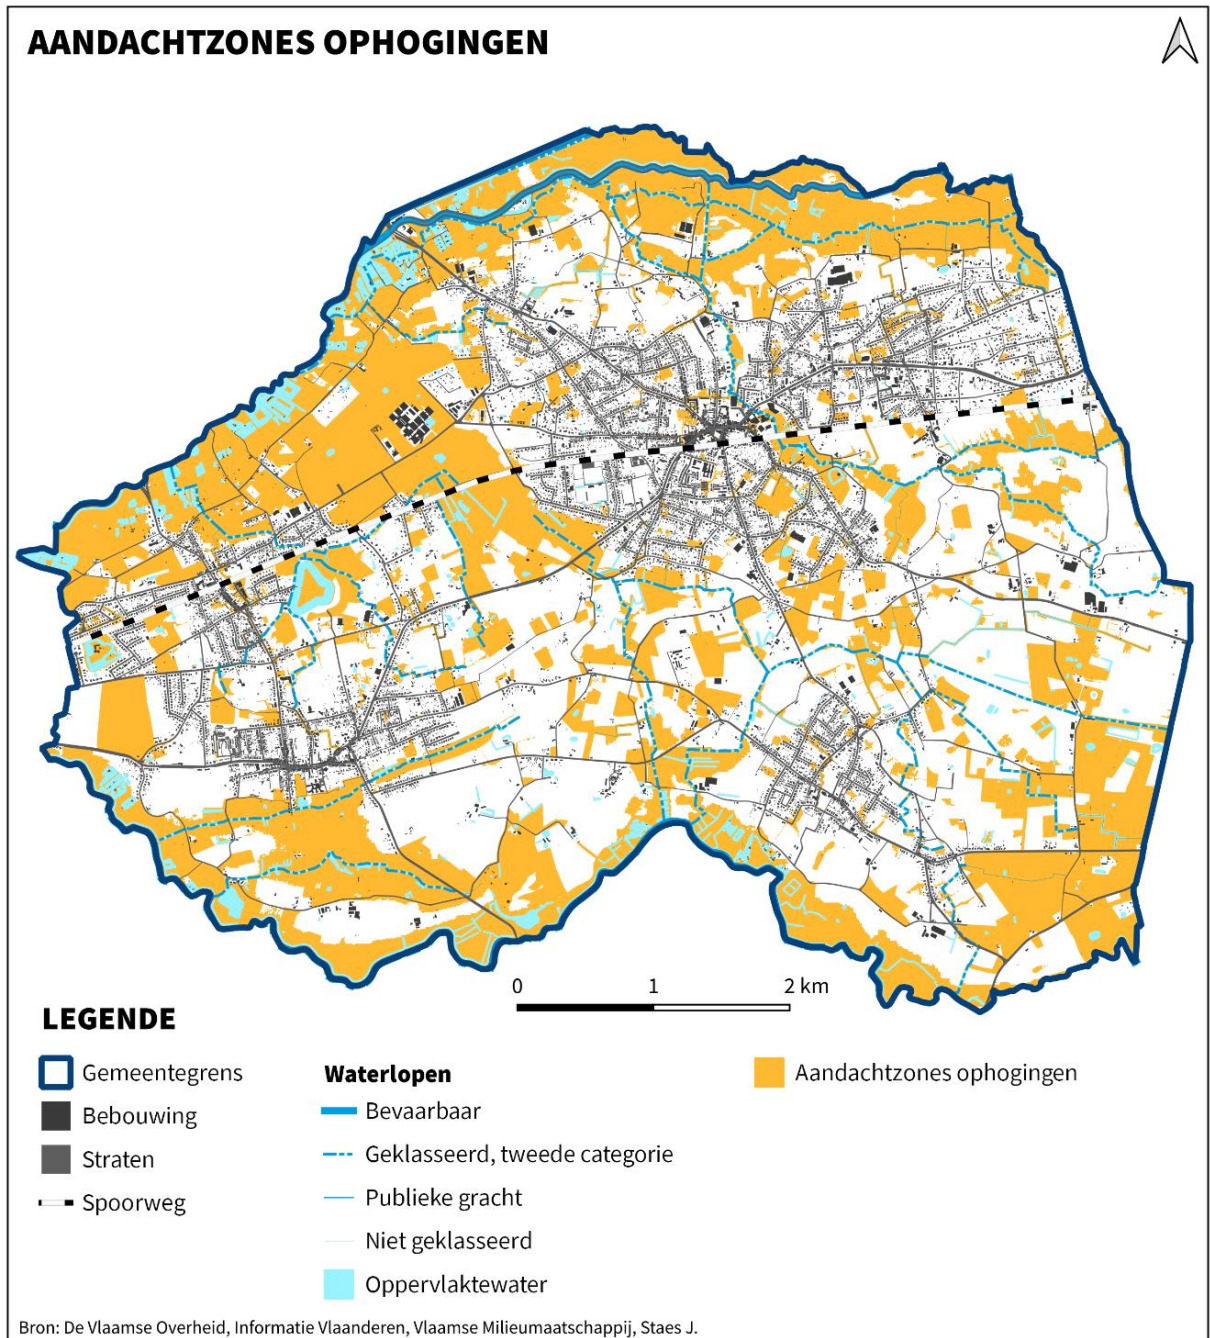 AANDACHTZONES OPHOGINGEN
0 1 2 km
LEGENDE
Gemeentegrens
Bebouwing
Straten
Spoorweg
Waterlopen
Bevaarbaar
Geklasseerd, tweede categorie
Publieke gracht
Niet geklasseerd
Oppervlaktewater
Aandachtzones ophogingen
Bron: De Vlaamse Overheid, Informatie Vlaanderen, Vlaamse Milieumaatschappij, Staes J.